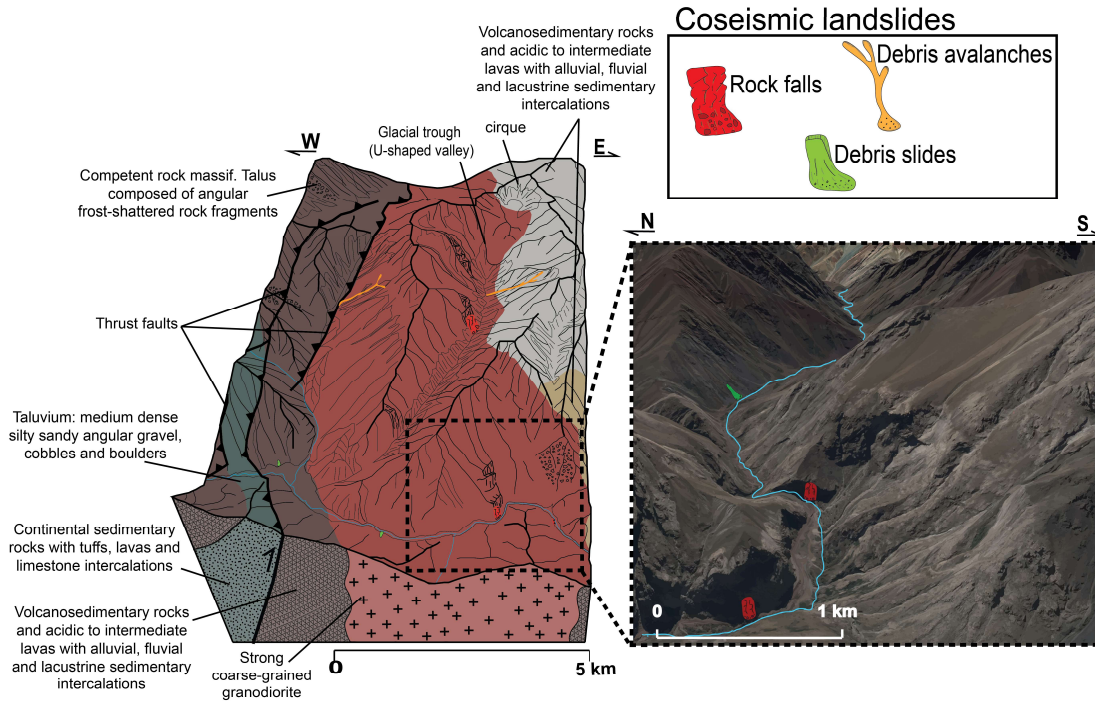 Coseismic landslides
Rock falls
Debris avalanches
Debris slides
Volcanosedimentary rocks
and acidic to intermediate
lavas with alluvial, fluvial
and lacustrine sedimentary
intercalations
Glacial trough
(U-shaped valley)
cirque
W
E
Competent rock massif. Talus
composed of angular
frost-shattered rock fragments
Thrust faults
Taluvium: medium dense
silty sandy angular gravel,
cobbles and boulders
Continental sedimentary
rocks with tuffs, lavas and
limestone intercalations
Volcanosedimentary rocks
and acidic to intermediate
lavas with alluvial, fluvial
and lacustrine sedimentary
intercalations
Strong
coarse-grained
granodiorite
0
5 km
N
S
0
1 km